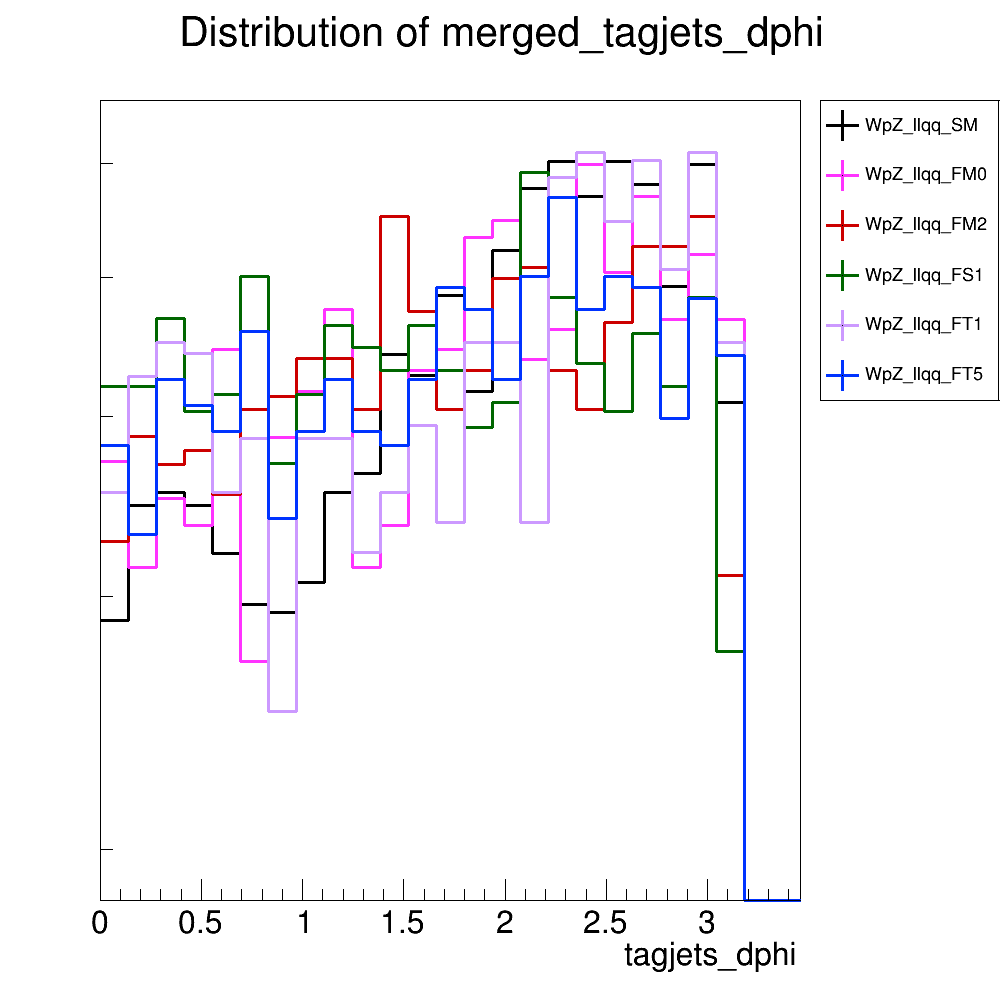 Distribution of merged_tagjets_dphi
WpZ_llqq_SM
WpZ_llqq_FM0
WpZ_llqq_FM2
WpZ_llqq_FS1
WpZ_llqq_FT1
WpZ_llqq_FT5
0 0.5 1 1.5 2 2.5 3
tagjets_dphi